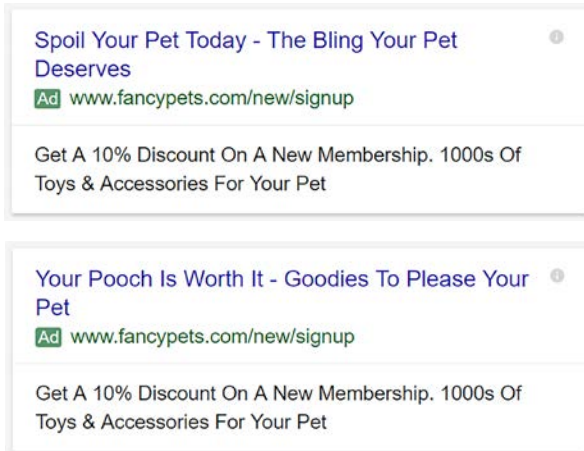 Spoil Your Pet Today - The Bling Your Pet
Deserves
Ad www.fancypets.com/new/signup
Get A 10% Discount On A New Membership. 1000s Of
Toys & Accessories For Your Pet
Your Pooch Is Worth It - Goodies To Please Your
Pet
Ad www.fancypets.com/new/signup
Get A 10% Discount On A New Membership. 1000s Of
Toys & Accessories For Your Pet